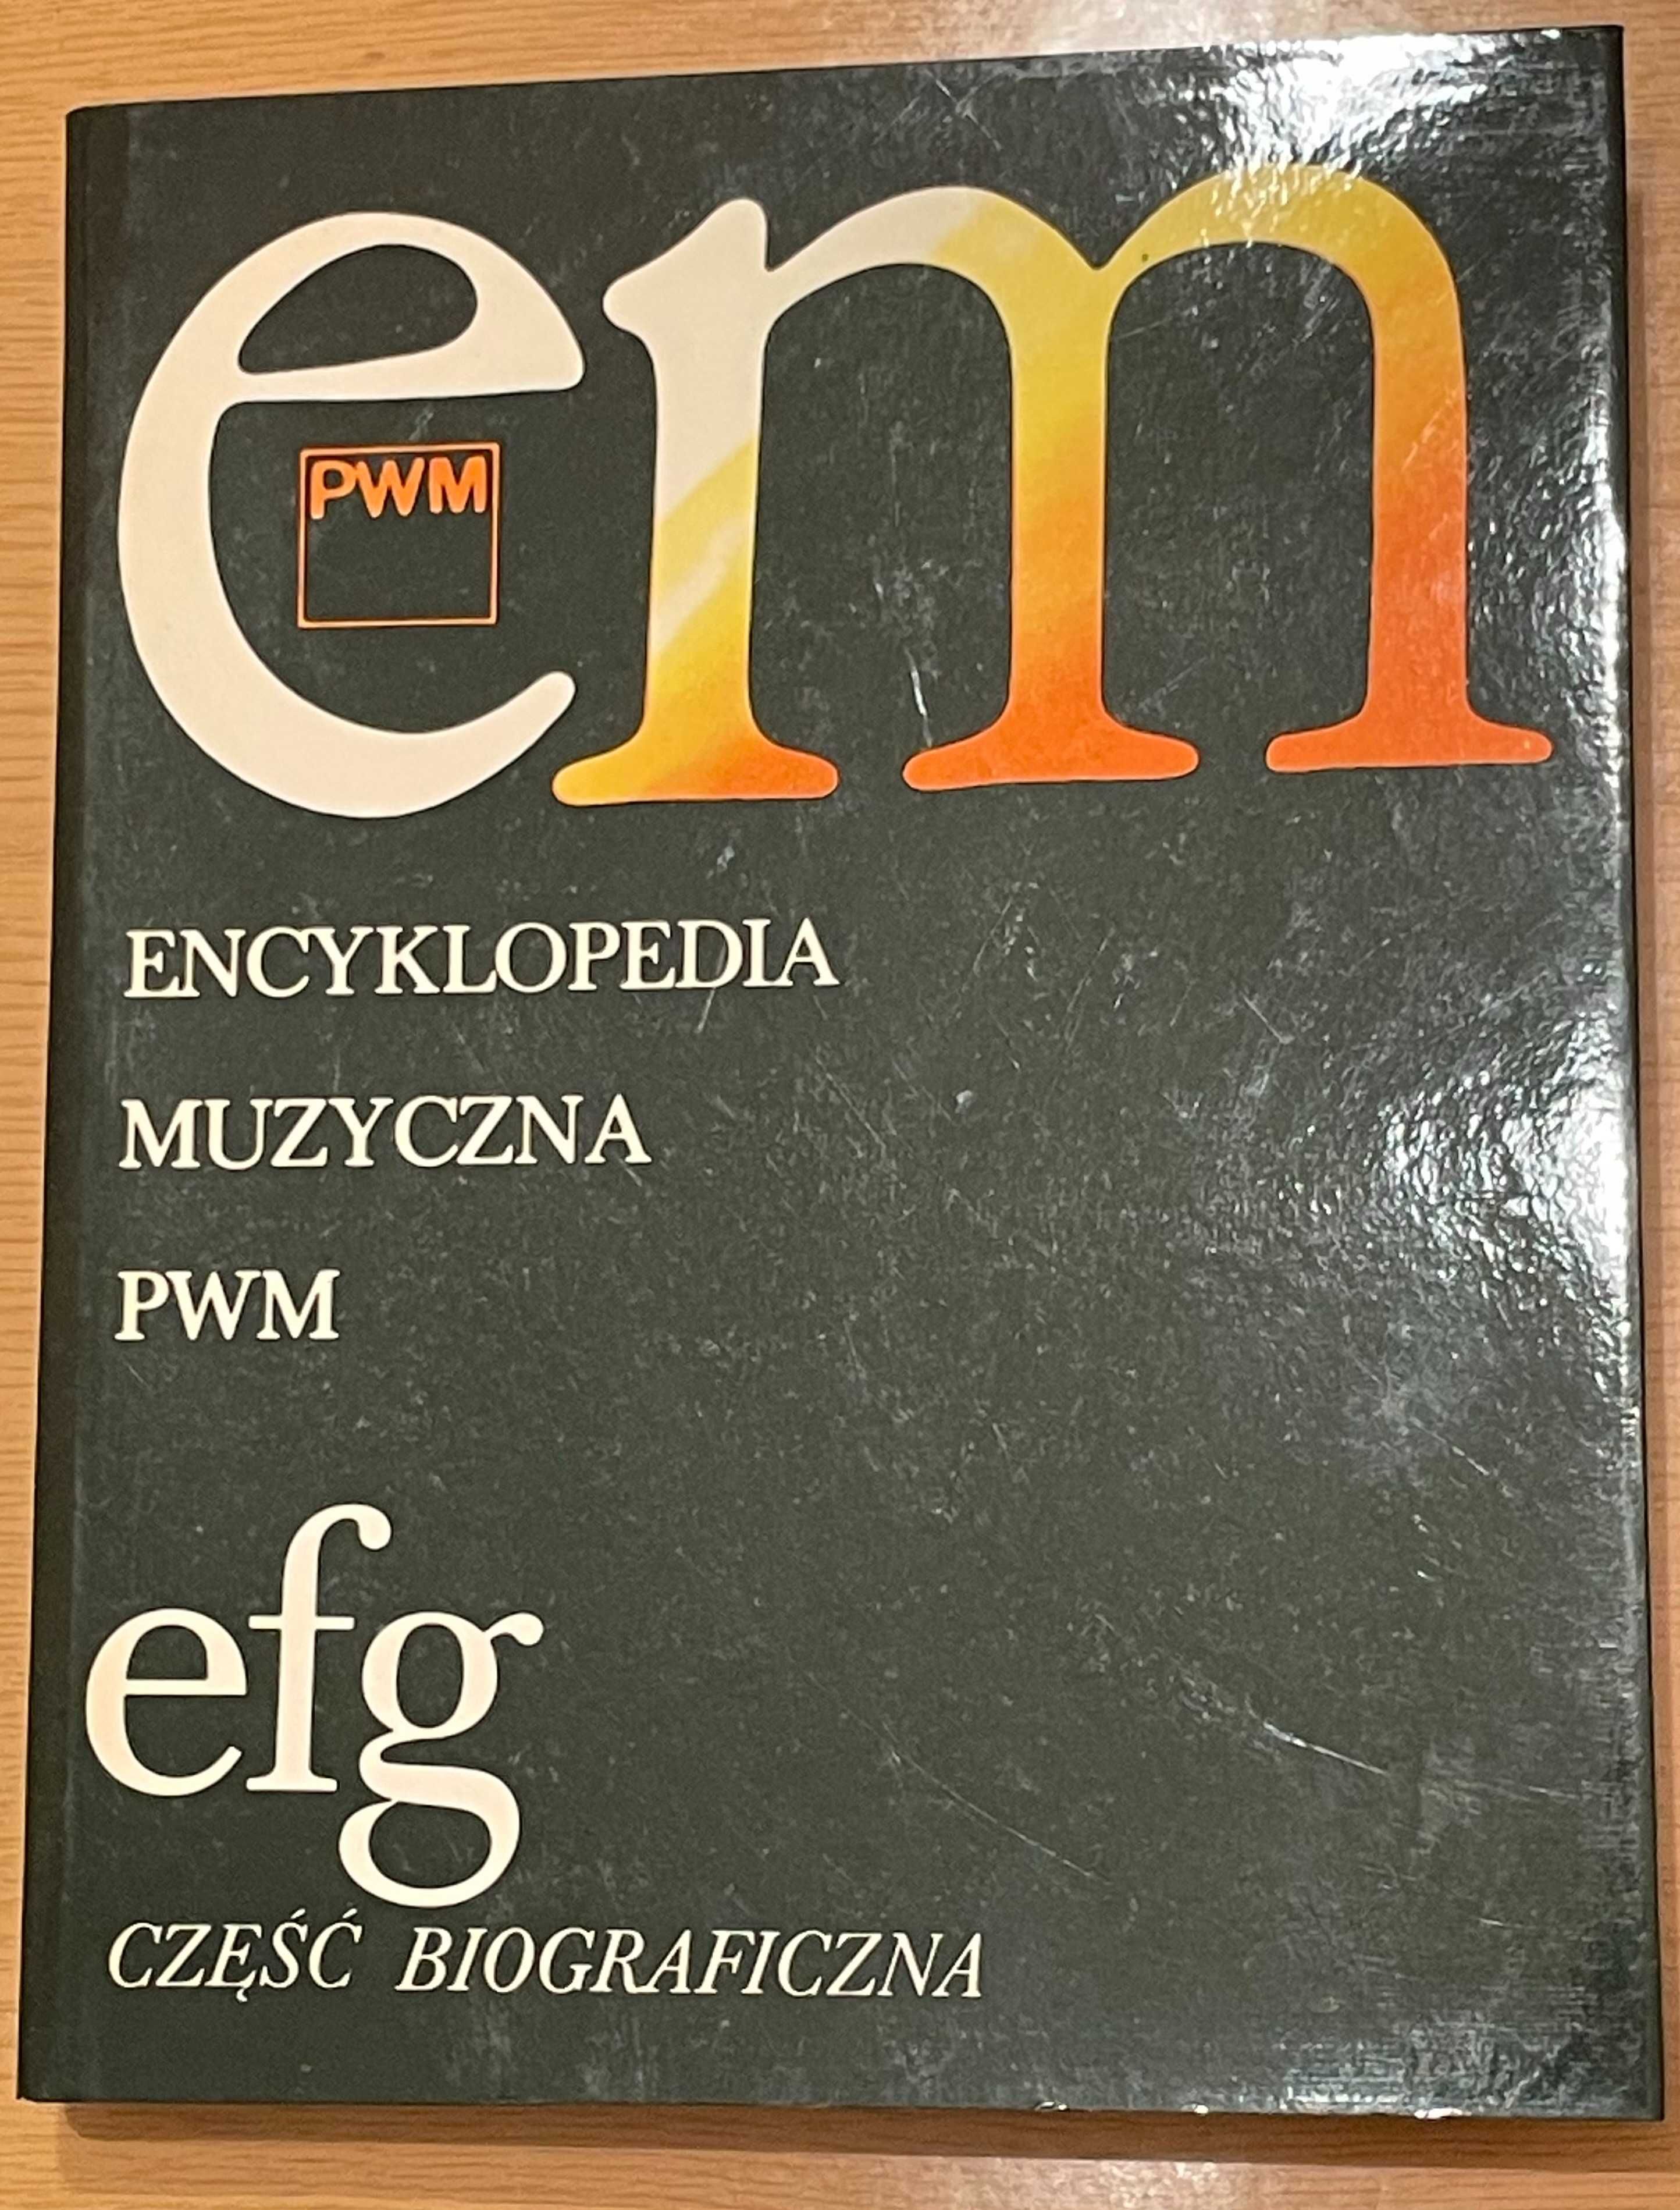 em
PWM
ENCYKLOPEDIA
MUZYCZNA
PWM
efg
CZĘŚĆ BIOGRAFICZNA